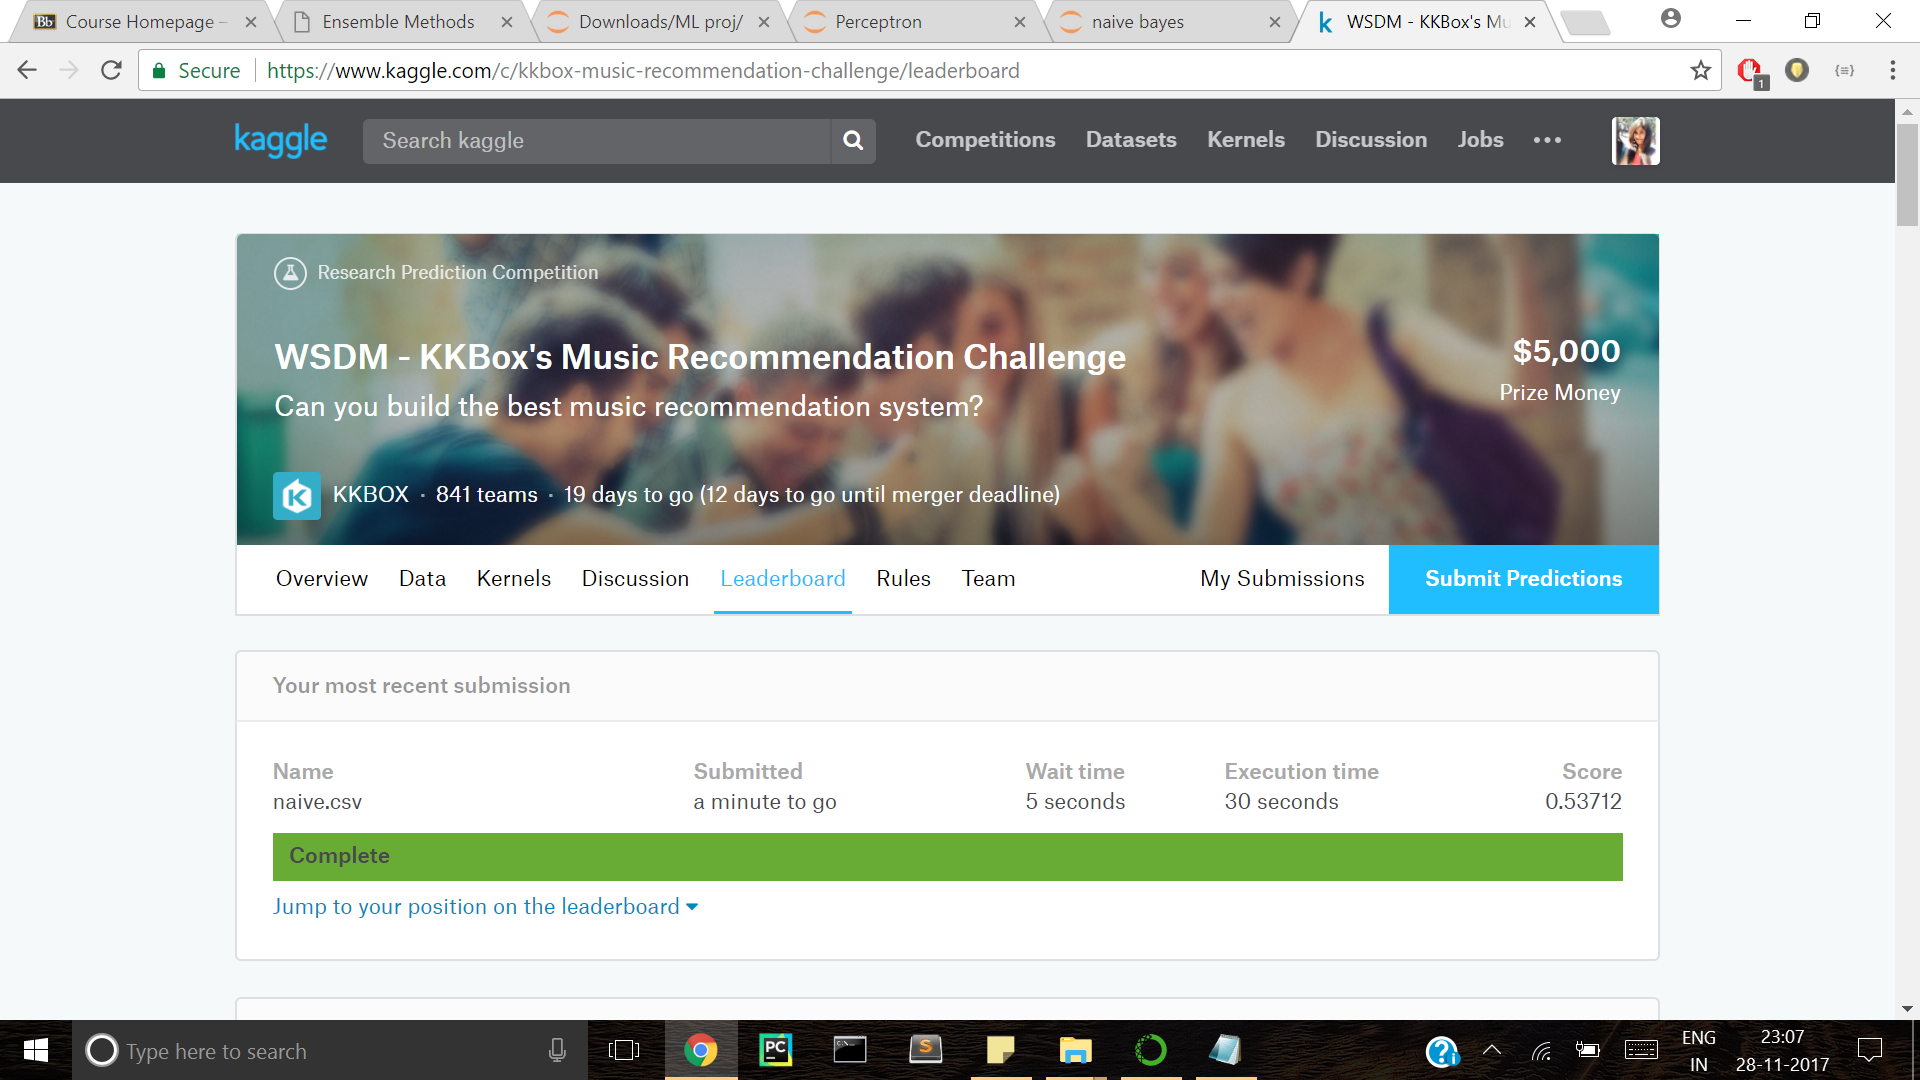 Course Homepage –
Ensemble Methods
Downloads/ML proj/
Perceptron
naive bayes
WSDM - KKBox's Mu
Secure
https://www.kaggle.com/c/kkbox-music-recommendation-challenge/leaderboard
1
kaggle
Search kaggle
Competitions
Datasets
Kernels
Discussion
Jobs
Research Prediction Competition
WSDM - KKBox's Music Recommendation Challenge
$5,000
Can you build the best music recommendation system?
Prize Money
KKBOX · 841 teams · 19 days to go (12 days to go until merger deadline)
Overview
Data
Kernels
Discussion
Leaderboard
Rules
Team
My Submissions
Submit Predictions
Your most recent submission
Name
Submitted
Wait time
Execution time
Score
naive.csv
a minute to go
5 seconds
30 seconds
0.53712
Complete
Jump to your position on the leaderboard
Type here to search
ENG
IN
23:07
28-11-2017